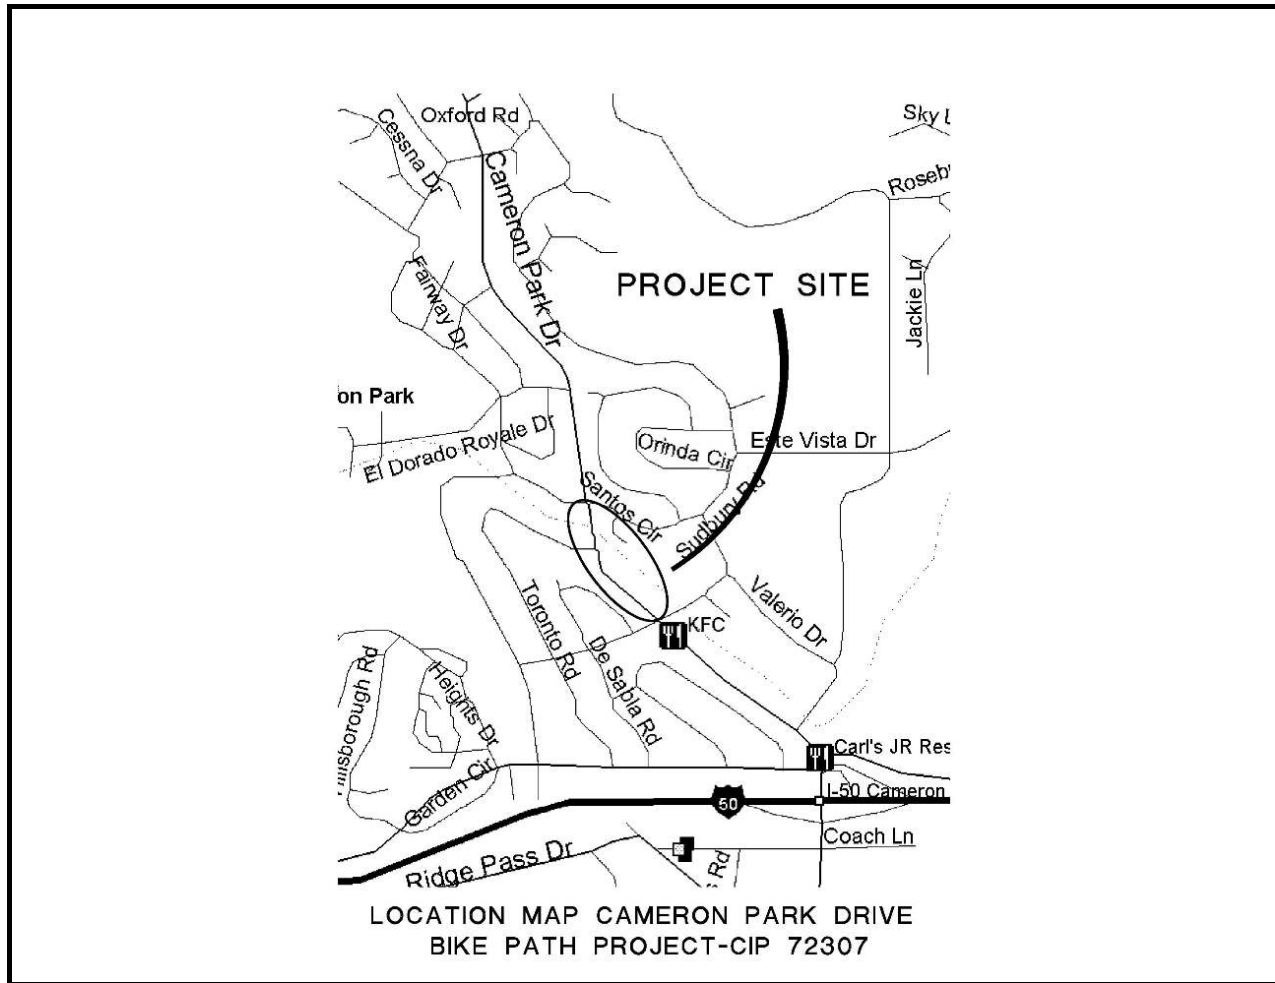 Oxford Rd
Sky L
Cessna Dr
Cameron Park Dr
Rosebu
Fairway Dr
PROJECT SITE
Jackie Ln
on Park
El Dorado Royale Dr
Orinda Cir
Este Vista Dr
Santos Cir
Sudbury Rd
Toronto Rd
De Sabla Rd
KFC
Valerio Dr
illsborough Rd
Heights Dr
Garden Cir
Carl's JR Res
50
I-50 Cameron
Coach Ln
Ridge Pass Dr
s Rd
LOCATION MAP CAMERON PARK DRIVE
BIKE PATH PROJECT-CIP 72307